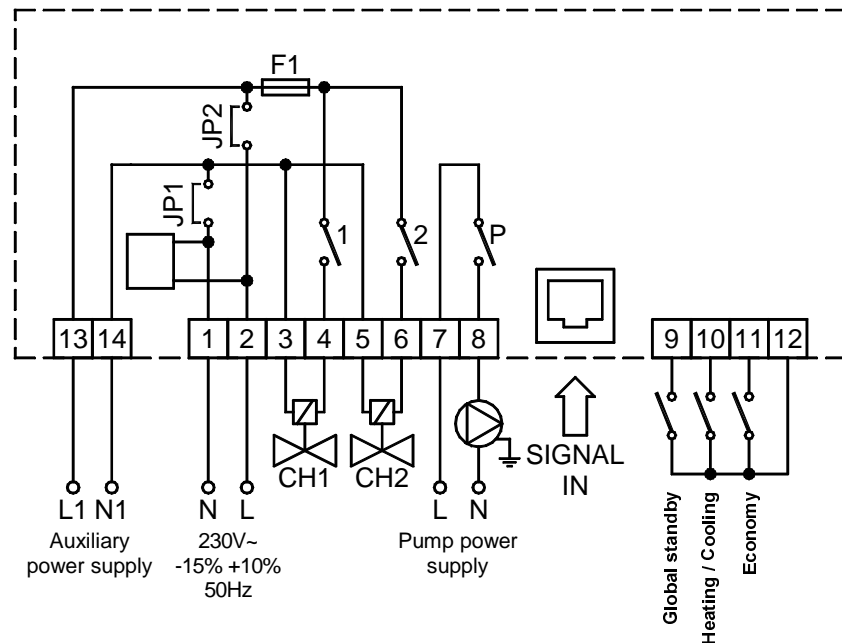 F1
JP2
JP1
1
2
P
13 14
1 2 3 4 5 6 7 8
9 10 11 12
CH1
CH2
SIGNAL
IN
L1 N1
N L
L N
Auxiliary
power supply
230V~
-15% +10%
50Hz
Pump power
supply
Global standby
Heating / Cooling
Economy